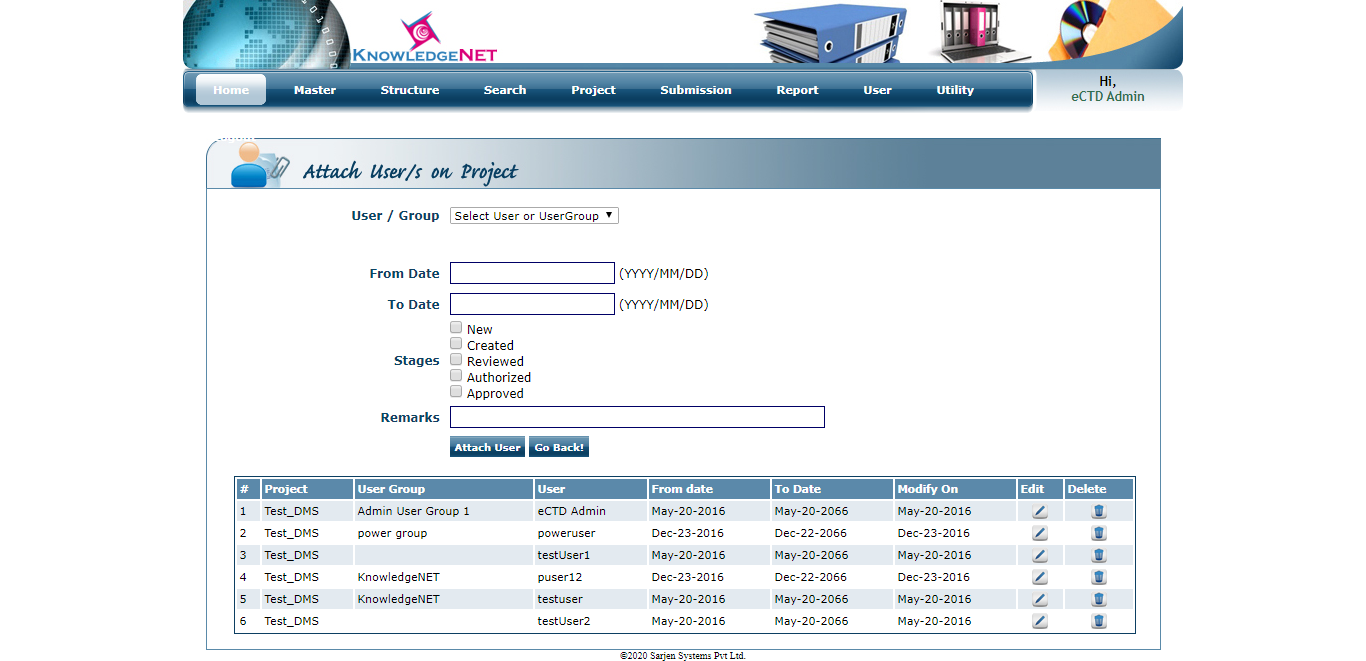 KNOWLEDGENET
Home Master Structure Search Project Submission Report User Utility
Hi,
eCTD Admin
Attach User/s on Project
User / Group Select User or UserGroup
From Date (YYYY/MM/DD)
To Date (YYYY/MM/DD)
Stages
New
Created
Reviewed
Authorized
Approved
Remarks
Attach User Go Back!
# Project User Group User From date To Date Modify On Edit Delete
1 Test_DMS Admin User Group 1 eCTD Admin May-20-2016 May-20-2066 May-20-2016
2 Test_DMS power group poweruser Dec-23-2016 Dec-22-2066 Dec-23-2016
3 Test_DMS testUser1 May-20-2016 May-20-2066 May-20-2016
4 Test_DMS KnowledgeNET puser12 Dec-23-2016 Dec-22-2066 Dec-23-2016
5 Test_DMS KnowledgeNET testuser May-20-2016 May-20-2066 May-20-2016
6 Test_DMS testUser2 May-20-2016 May-20-2066 May-20-2016
©2020 Sarjen Systems Pvt Ltd.